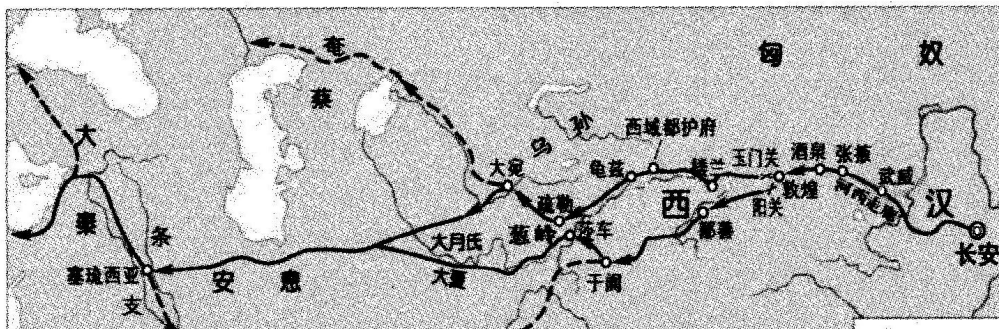 匈奴
奄蔡
乌孙
西域都护府
大秦
大宛
龟兹
楼兰
玉门关
酒泉
张掖
武威
河西走廊
敦煌
阳关
西
汉
长安
疏勒
葱岭
莎车
鄯善
于阗
大月氏
大夏
安息
条支
塞琉西亚